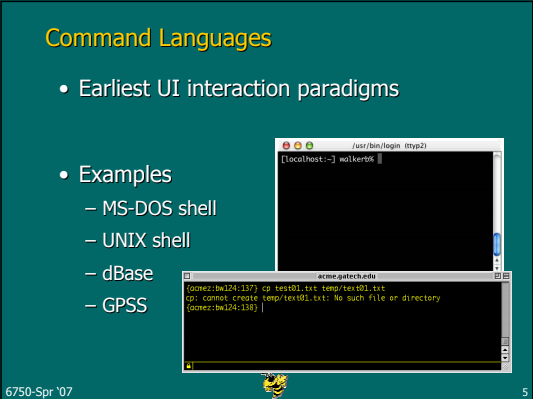 Command Languages
• Earliest UI interaction paradigms
• Examples
– MS-DOS shell
– UNIX shell
– dBase
– GPSS
/usr/bin/login (ttyp2)
[localhost:~] walkerb%
acme.gatech.edu
{acmez:bw124:137} cp test01.txt temp/text01.txt
cp: cannot create temp/text01.txt: No such file or directory
{acmez:bw124:138}
6750-Spr ‘07
5